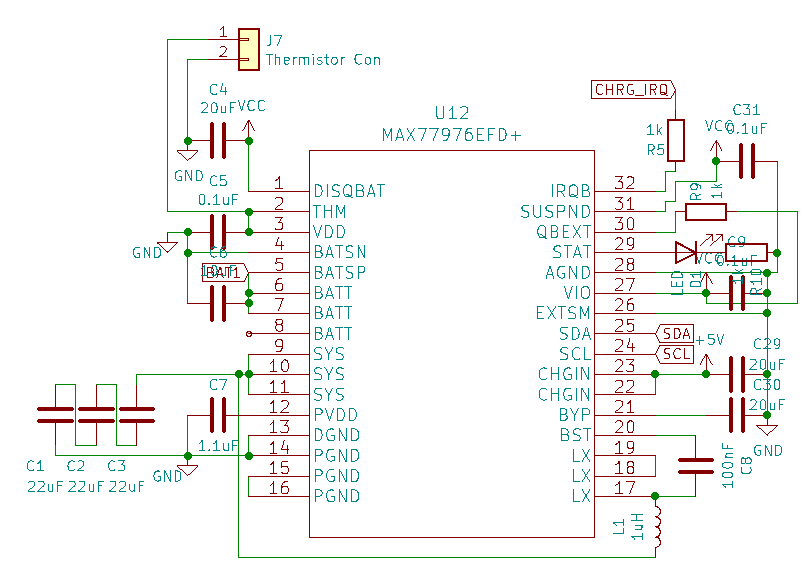 1
J7
2
Thermistor Con
C4
20uF
VCC
GND
C5
0.1uF
GND
C6
BAT1
C7
1.1uF
GND
C1
C2
C3
22uF
22uF
22uF
U12
MAX77976EFD+
1 DISQBAT
2 THM
3 VDD
4 BATSN
5 BATSP
6 BATT
7 BATT
8 BATT
9 SYS
10 SYS
11 SYS
12 PVDD
13 DGND
14 PGND
15 PGND
16 PGND
IRQB 32
SUSPND 31
QBEXT 30
STAT 29
AGND 28
VIO 27
EXTSM 26
SDA 25
SCL 24
CHGIN 23
CHGIN 22
BYP 21
BST 20
LX 19
LX 18
LX 17
CHRG_IRQ
1k
R5
VCC
C31
0.1uF
R9
1k
C9
0.1uF
VCC
LED
D1
1k
R10
SDA
SCL
+5V
C29
20uF
C30
20uF
GND
100nF
C8
L1
1uH